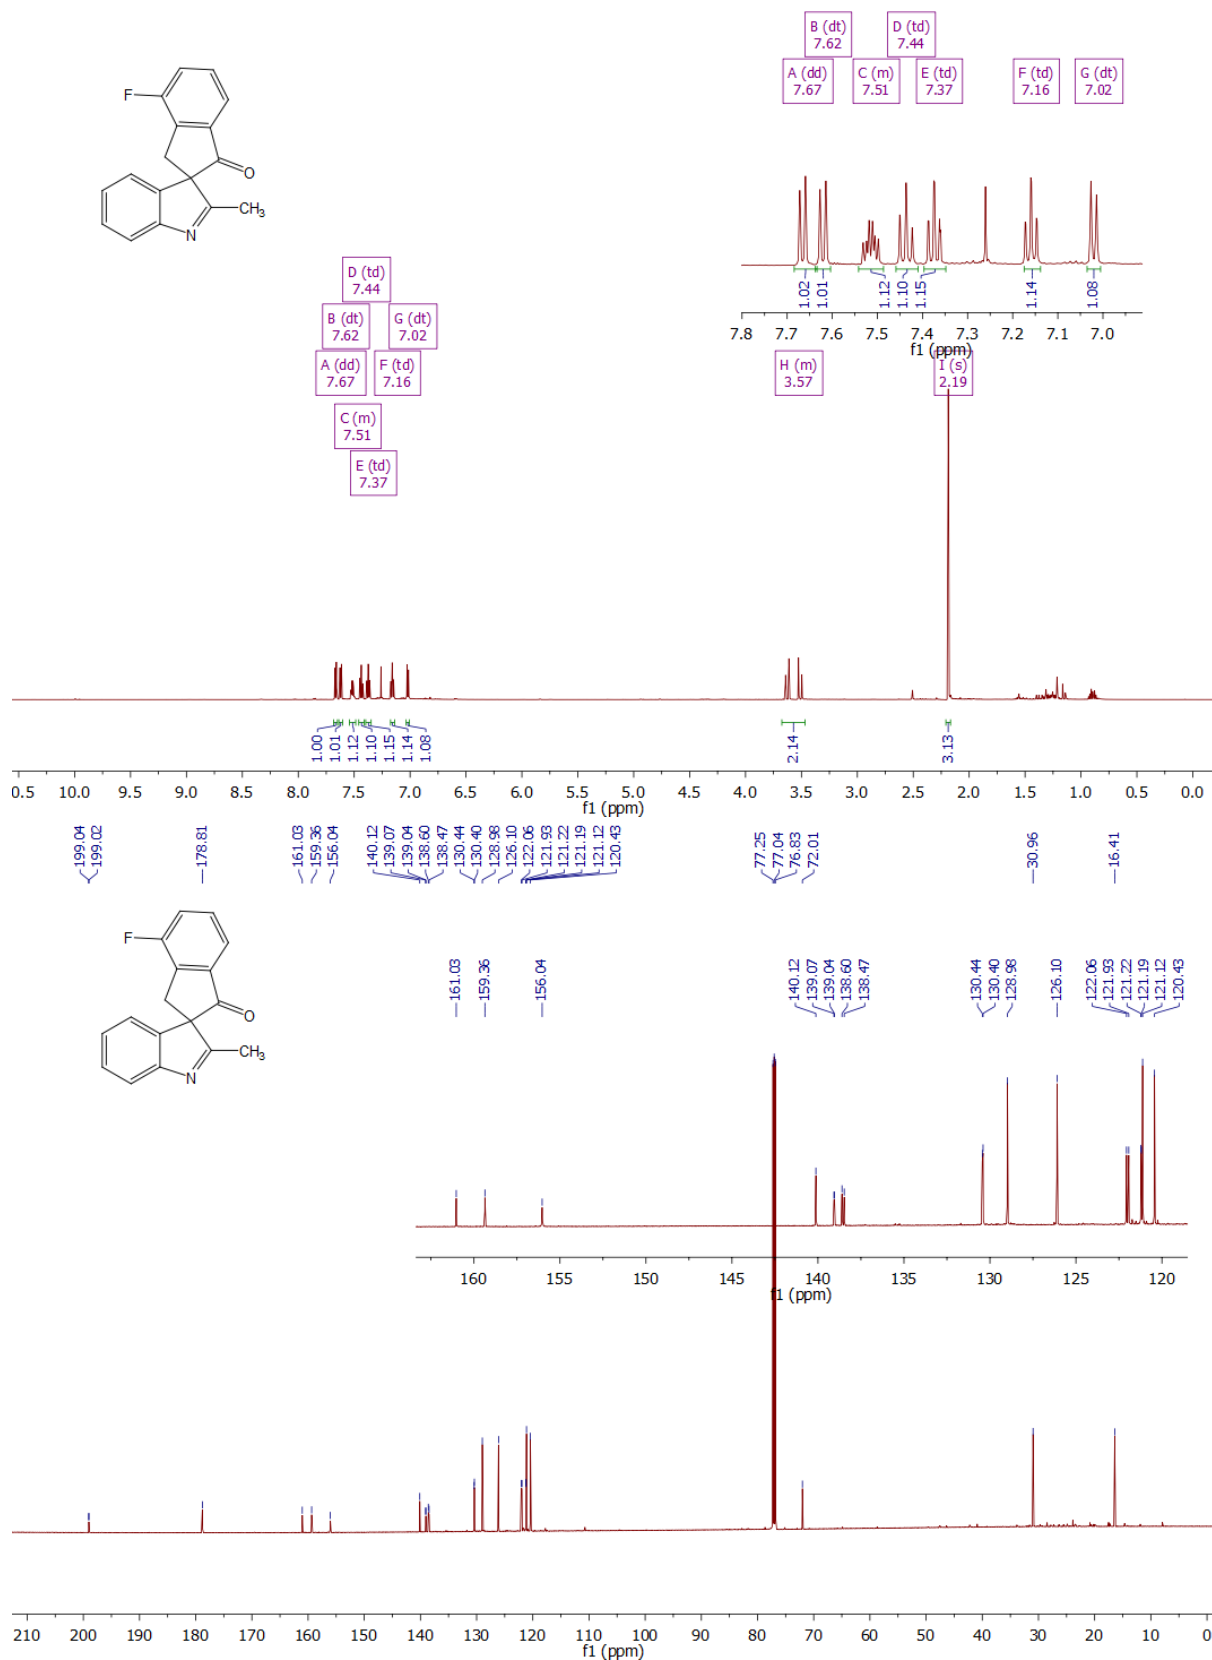 B (dt)
7.62
D (td)
7.44
A (dd)
7.67
C (m)
7.51
E (td)
7.37
F (td)
7.16
G (dt)
7.02
F
O
CH3
N
1.02
1.01
1.12
1.10
1.15
1.14
1.08
7.8 7.7 7.6 7.5 7.4 7.3 7.2 7.1 7.0
f1 (ppm)
D (td)
7.44
B (dt)
7.62
G (dt)
7.02
A (dd)
7.67
F (td)
7.16
C (m)
7.51
E (td)
7.37
H (m)
3.57
I (s)
2.19
1.00
1.01
1.12
1.10
1.15
1.14
1.08
2.14
3.13
0.5 10.0 9.5 9.0 8.5 8.0 7.5 7.0 6.5 6.0 5.5 5.0 4.5 4.0 3.5 3.0 2.5 2.0 1.5 1.0 0.5 0.0
f1 (ppm)
199.04
199.02
178.81
161.03
159.36
156.04
140.12
139.07
139.04
138.60
138.47
130.44
130.40
128.98
126.10
122.06
121.93
121.22
121.19
121.12
120.43
77.25
77.04
76.83
72.01
30.96
16.41
F
O
CH3
N
161.03
159.36
156.04
140.12
139.07
139.04
138.60
138.47
130.44
130.40
128.98
126.10
122.06
121.93
121.22
121.19
121.12
120.43
160 155 150 145 140 135 130 125 120
f1 (ppm)
210 200 190 180 170 160 150 140 130 120 110 100 90 80 70 60 50 40 30 20 10 0
f1 (ppm)